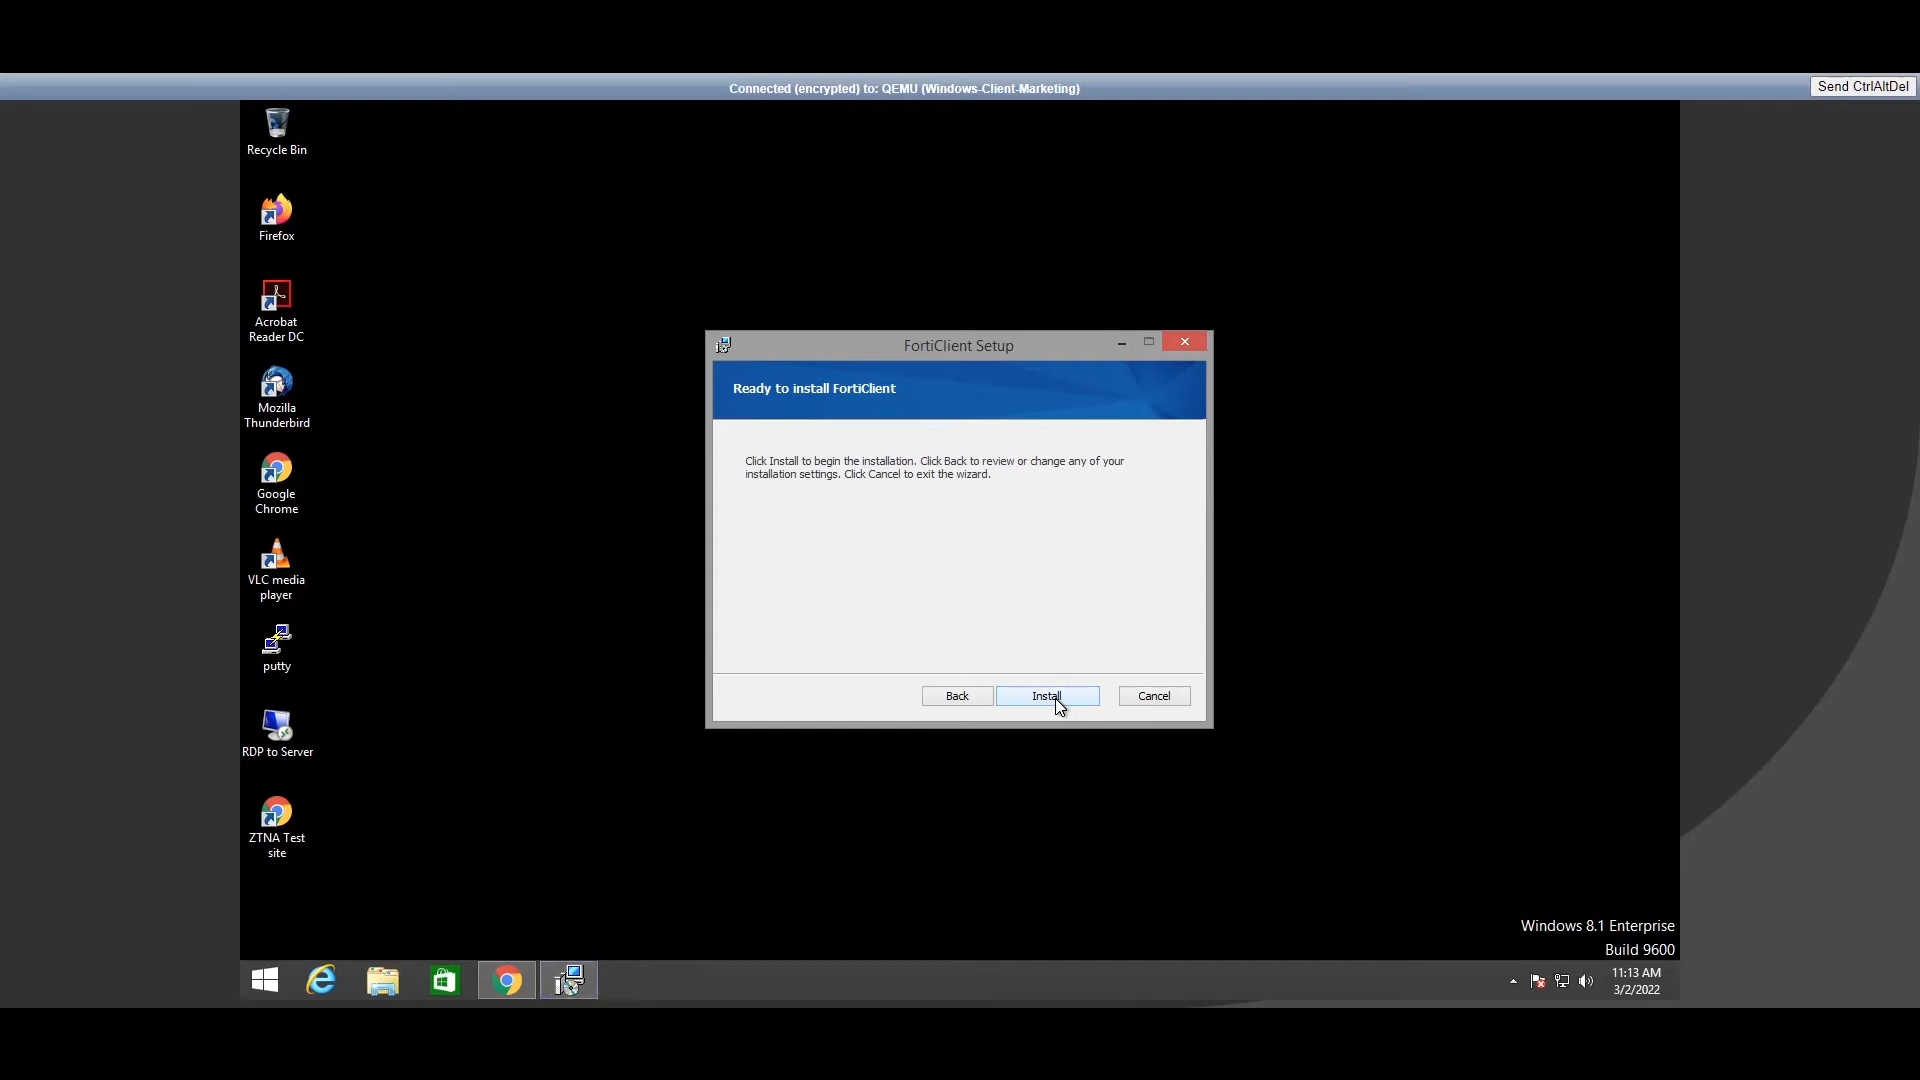 Connected (encrypted) to: QEMU (Windows-Client-Marketing)
Send CtrlAltDel
Recycle Bin
Firefox
Acrobat
Reader DC
Mozilla
Thunderbird
Google
Chrome
VLC media
player
putty
RDP to Server
ZTNA Test
site
FortiClient Setup
Ready to install FortiClient
Click Install to begin the installation. Click Back to review or change any of your
installation settings. Click Cancel to exit the wizard.
Back
Install
Cancel
Windows 8.1 Enterprise
Build 9600
11:13 AM
3/2/2022